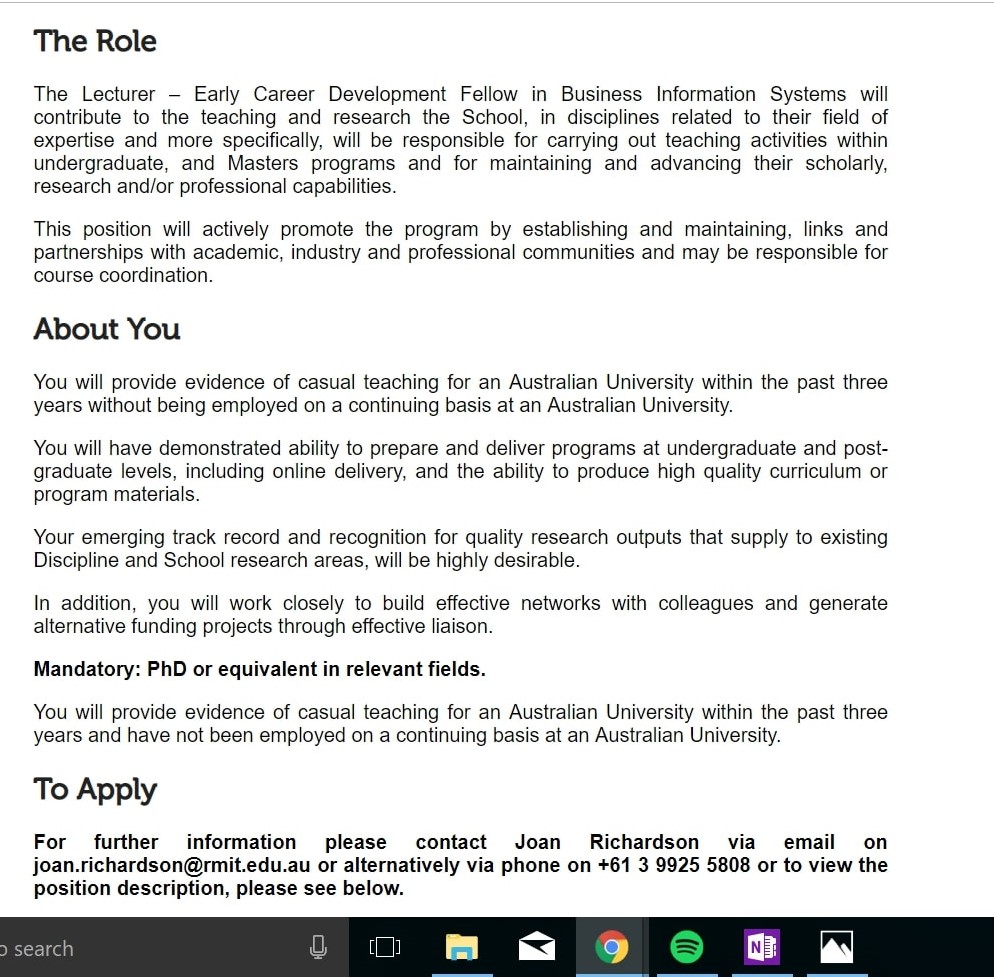 The Role
The Lecturer – Early Career Development Fellow in Business Information Systems will
contribute to the teaching and research the School, in disciplines related to their field of
expertise and more specifically, will be responsible for carrying out teaching activities within
undergraduate, and Masters programs and for maintaining and advancing their scholarly,
research and/or professional capabilities.
This position will actively promote the program by establishing and maintaining, links and
partnerships with academic, industry and professional communities and may be responsible for
course coordination.
About You
You will provide evidence of casual teaching for an Australian University within the past three
years without being employed on a continuing basis at an Australian University.
You will have demonstrated ability to prepare and deliver programs at undergraduate and post-
graduate levels, including online delivery, and the ability to produce high quality curriculum or
program materials.
Your emerging track record and recognition for quality research outputs that supply to existing
Discipline and School research areas, will be highly desirable.
In addition, you will work closely to build effective networks with colleagues and generate
alternative funding projects through effective liaison.
Mandatory: PhD or equivalent in relevant fields.
You will provide evidence of casual teaching for an Australian University within the past three
years and have not been employed on a continuing basis at an Australian University.
To Apply
For further information please contact Joan Richardson via email on
joan.richardson@rmit.edu.au or alternatively via phone on +61 3 9925 5808 or to view the
position description, please see below.
o search
N